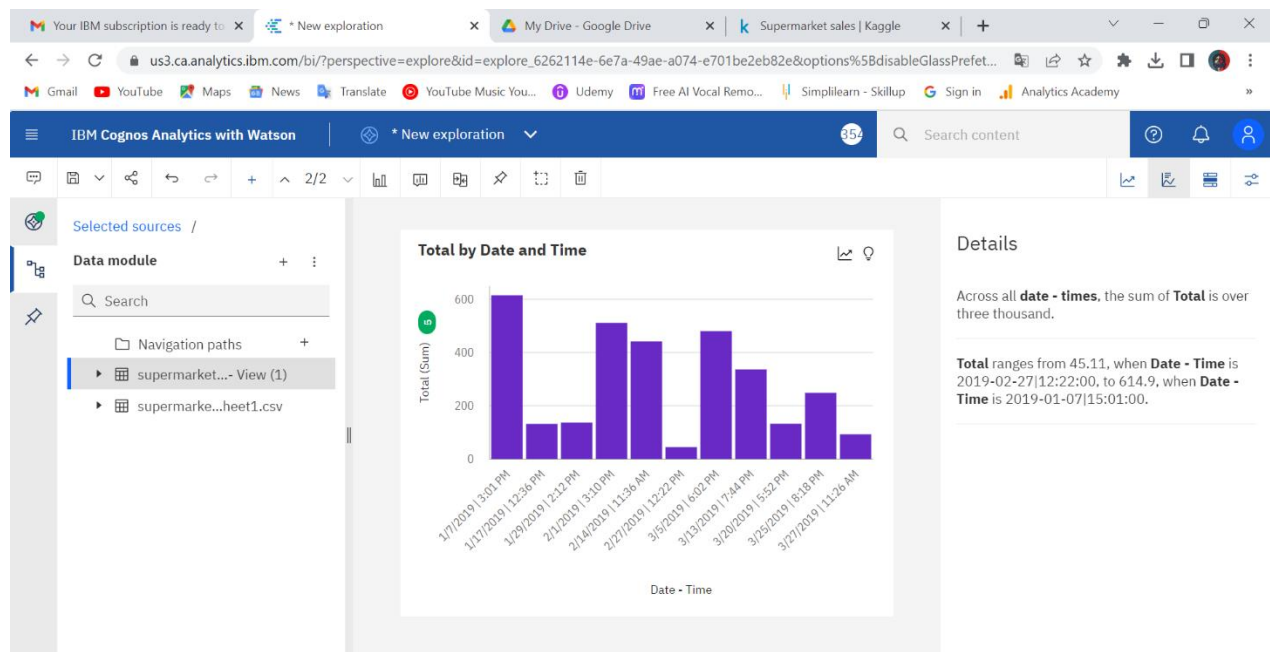 Your IBM subscription is ready to
* New exploration
My Drive - Google Drive
Supermarket sales | Kaggle
us3.ca.analytics.ibm.com/bi/?perspective=explore&id=explore_6262114e-6e7a-49ae-a074-e701be2eb82e&options%5BdisableGlassPrefet...
Gmail
YouTube
Maps
News
Translate
YouTube Music You...
Udemy
Free AI Vocal Remo...
Simplilearn - Skillup
Sign in
Analytics Academy
»
IBM Cognos Analytics with Watson
* New exploration
354
Search content
2/2
Selected sources /
Data module
Search
Navigation paths
supermarket...- View (1)
supermarke...heet1.csv
Total by Date and Time
600
400
200
0
5
Total (Sum)
1/7/2019 | 3:01 PM
1/17/2019 | 12:36 PM
1/29/2019 | 2:12 PM
2/1/2019 | 3:10 PM
2/14/2019 | 11:36 AM
2/27/2019 | 12:22 PM
3/5/2019 | 6:02 PM
3/13/2019 | 7:44 PM
3/20/2019 | 5:52 PM
3/25/2019 | 8:18 PM
3/27/2019 | 11:26 AM
Date - Time
Details
Across all date - times, the sum of Total is over
three thousand.
Total ranges from 45.11, when Date - Time is
2019-02-27|12:22:00, to 614.9, when Date -
Time is 2019-01-07|15:01:00.